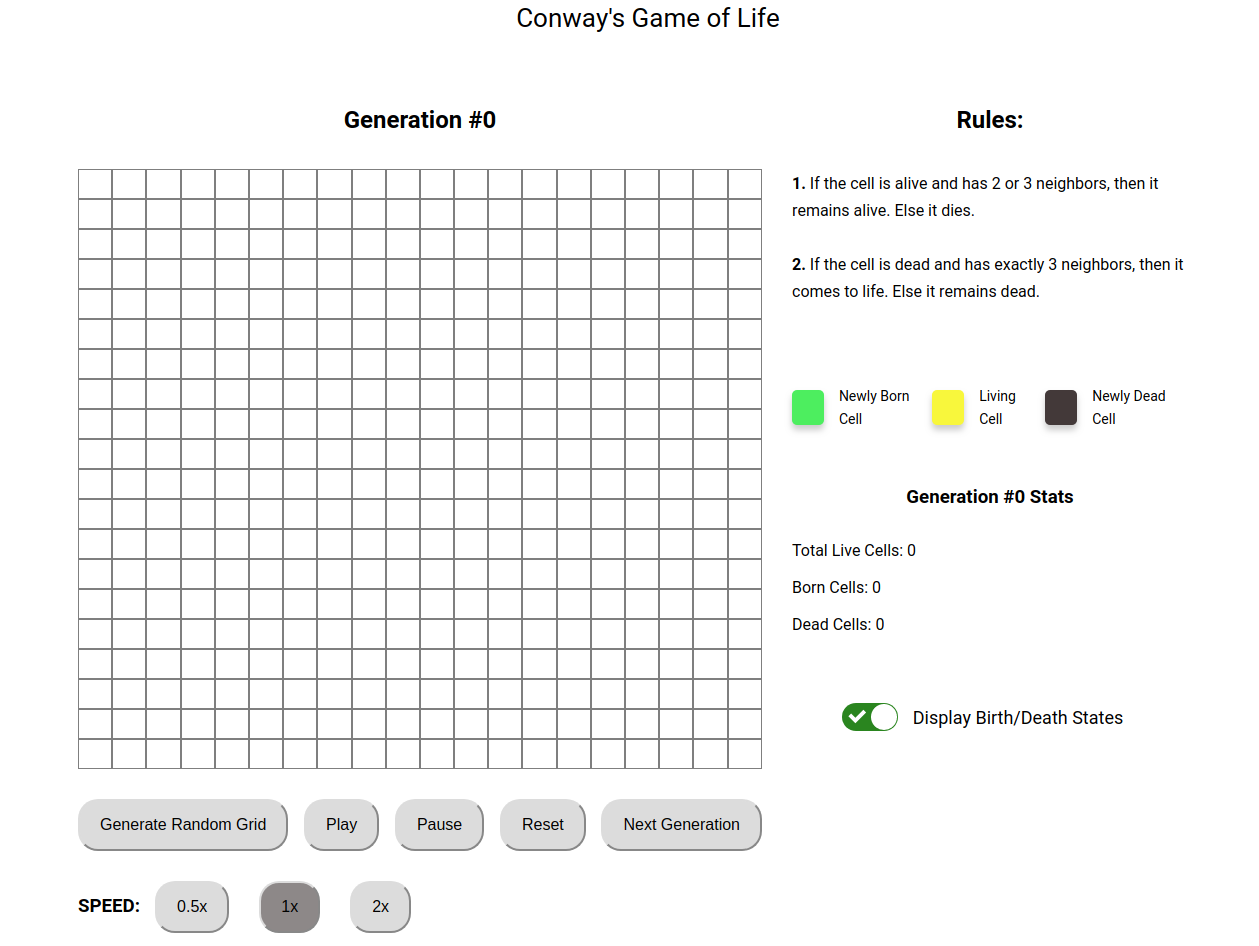 Conway's Game of Life
Generation #0
Rules:
1. If the cell is alive and has 2 or 3 neighbors, then it
remains alive. Else it dies.
2. If the cell is dead and has exactly 3 neighbors, then it
comes to life. Else it remains dead.
Newly Born
Cell
Living
Cell
Newly Dead
Cell
Generation #0 Stats
Total Live Cells: 0
Born Cells: 0
Dead Cells: 0
Display Birth/Death States
Generate Random Grid
Play
Pause
Reset
Next Generation
SPEED:
0.5x
1x
2x